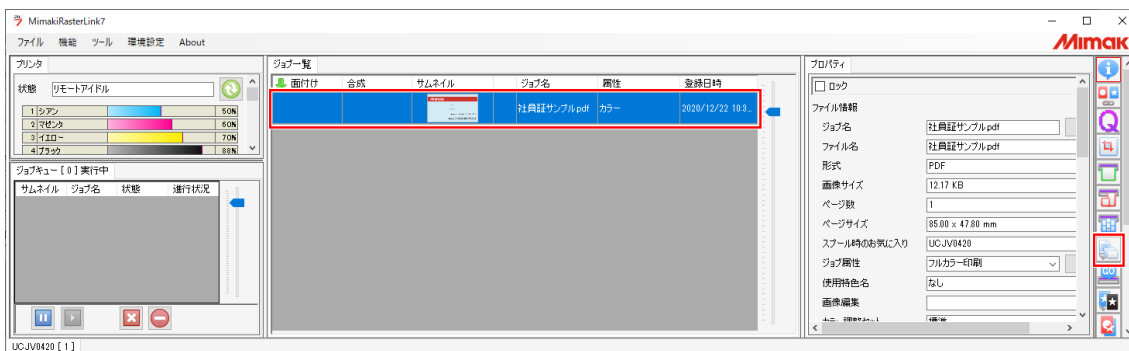 MimakiRasterLink7
ファイル 機能 ツール 環境設定 About
Mimak
プリンタ
状態 リモートアイドル
1 シアン 50%
2 マゼンタ 60%
3 イエロー 70%
4 ブラック 88%
ジョブキュー [ 0 ] 実行中
サムネイル ジョブ名 状態 進行状況
ジョブ一覧
面付け 合成 サムネイル ジョブ名 属性 登録日時
社員証サンプル.pdf カラー 2020/12/22 10:3...
プロパティ
ロック
ファイル情報
ジョブ名 社員証サンプル.pdf
ファイル名 社員証サンプル.pdf
形式 PDF
画像サイズ 12.17 KB
ページ数 1
ページサイズ 85.00 x 47.80 mm
スプール時のお気に入り UCJV0420
ジョブ属性 フルカラー印刷
使用特色名 なし
画像編集
GO
UCJV0420 [ 1 ]